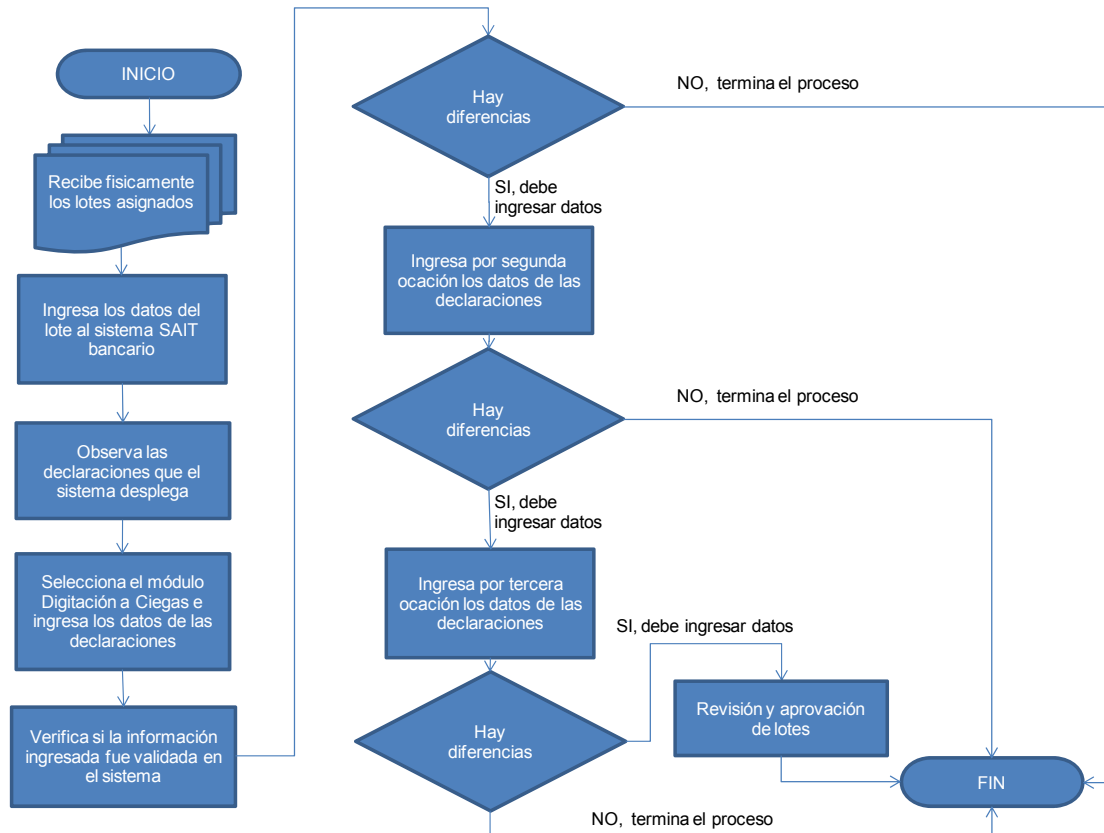 INICIO
Recibe fisicamente
los lotes asignados
Ingresa los datos del
lote al sistema SAIT
bancario
Observa las
declaraciones que el
sistema desplega
Selecciona el módulo
Digitación a Ciegas e
ingresa los datos de las
declaraciones
Verifica si la información
ingresada fue validada en
el sistema
Hay
diferencias
NO, termina el proceso
SI, debe
ingresar datos
Ingresa por segunda
ocación los datos de las
declaraciones
Hay
diferencias
NO, termina el proceso
SI, debe
ingresar datos
Ingresa por tercera
ocación los datos de las
declaraciones
Hay
diferencias
SI, debe ingresar datos
Revisión y aprovación
de lotes
NO, termina el proceso
FIN